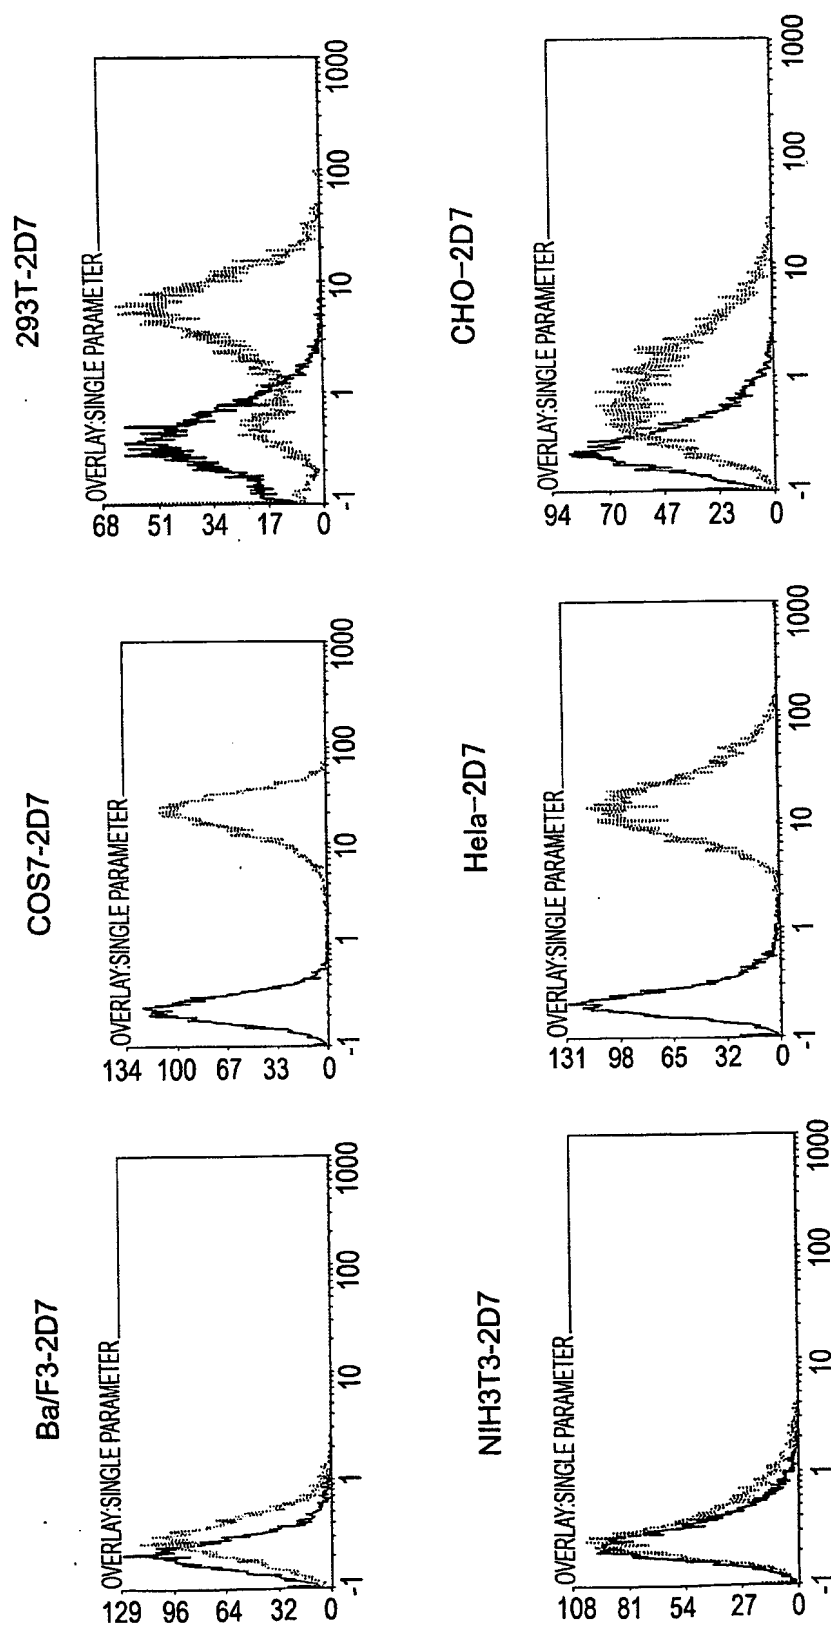 Ba/F3-2D7
OVERLAY:SINGLE PARAMETER
129
96
64
32
0
-1 1 10 100 1000
COS7-2D7
OVERLAY:SINGLE PARAMETER
134
100
67
33
0
-1 1 10 100 1000
293T-2D7
OVERLAY:SINGLE PARAMETER
68
51
34
17
0
-1 1 10 100 1000
NIH3T3-2D7
OVERLAY:SINGLE PARAMETER
108
81
54
27
0
-1 1 10 100 1000
Hela-2D7
OVERLAY:SINGLE PARAMETER
131
98
65
32
0
-1 1 10 100 1000
CHO-2D7
OVERLAY:SINGLE PARAMETER
94
70
47
23
0
-1 1 10 100 1000